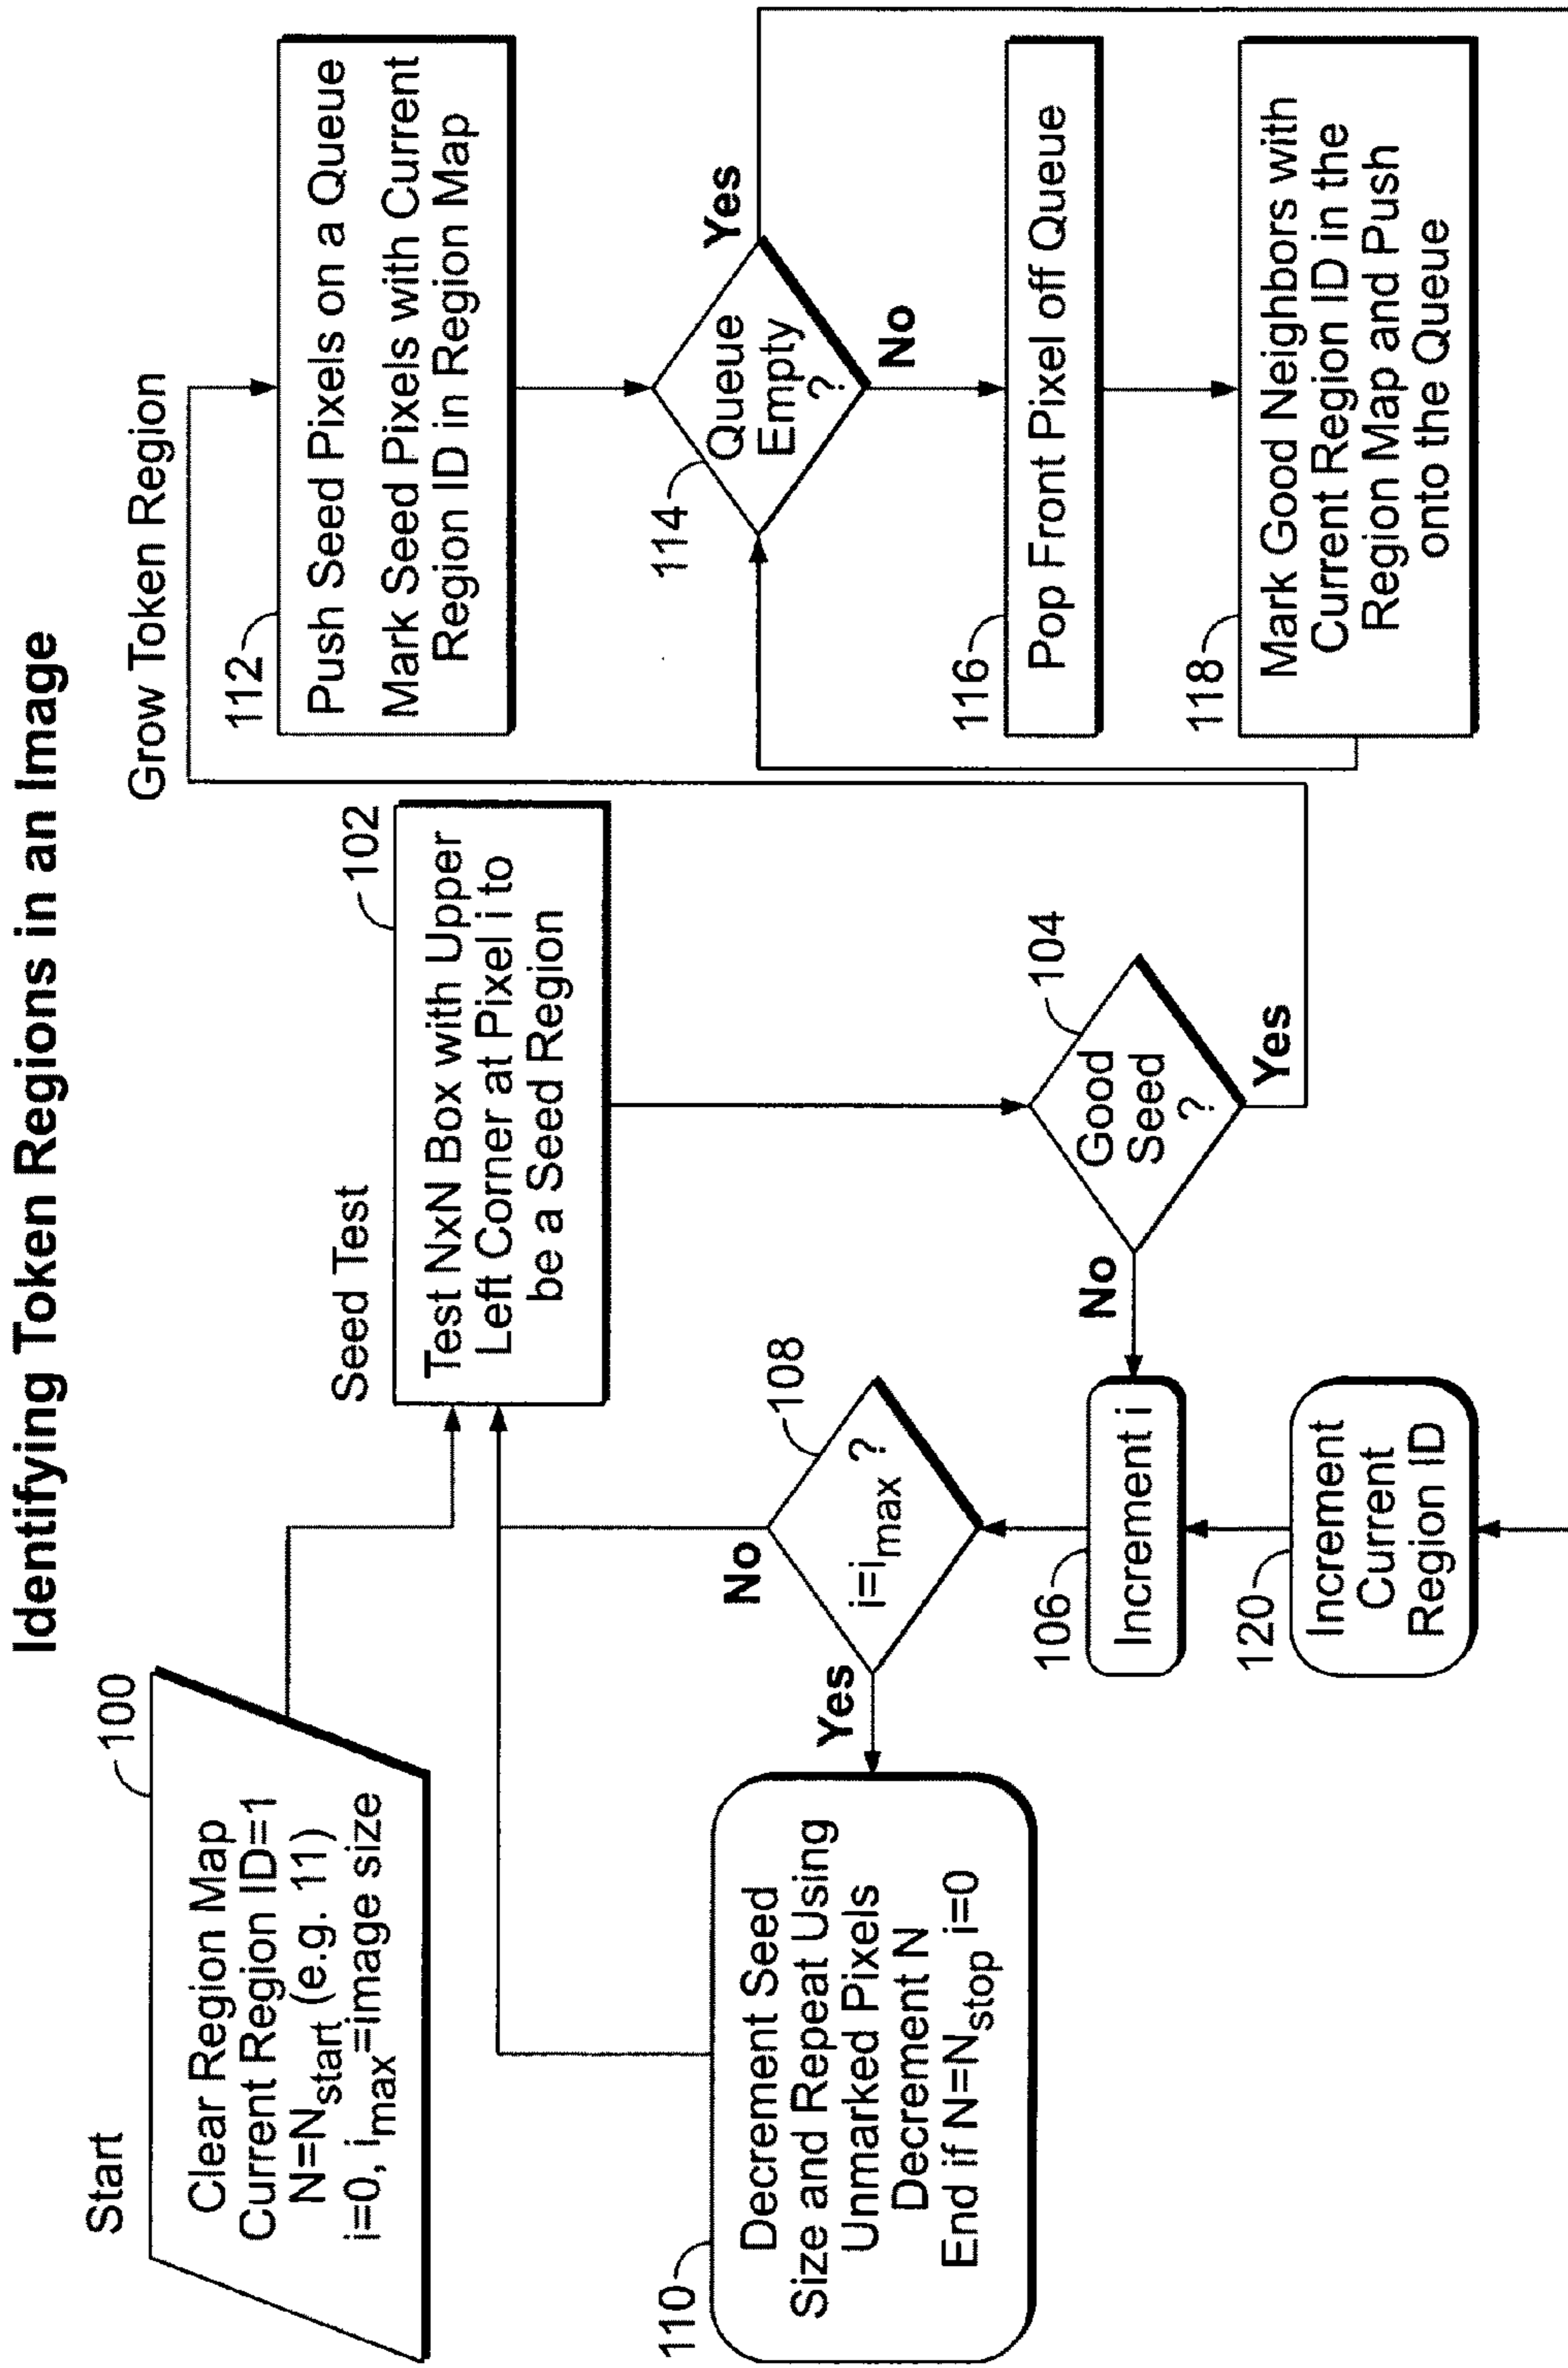 Identifying Token Regions in an Image
Start
100
Clear Region Map
Current Region ID=1
N=Nstart (e.g. 11)
i=0, imax=image size
Seed Test
102
Test NxN Box with Upper
Left Corner at Pixel i to
be a Seed Region
104
Good
Seed
?
No
Yes
106
Increment i
108
i=imax ?
No
Yes
110
Decrement Seed
Size and Repeat Using
Unmarked Pixels
Decrement N
End if N=Nstop i=0
Grow Token Region
112
Push Seed Pixels on a Queue
Mark Seed Pixels with Current
Region ID in Region Map
114
Queue
Empty
?
Yes
No
116
Pop Front Pixel off Queue
118
Mark Good Neighbors with
Current Region ID in the
Region Map and Push
onto the Queue
120
Increment
Current
Region ID